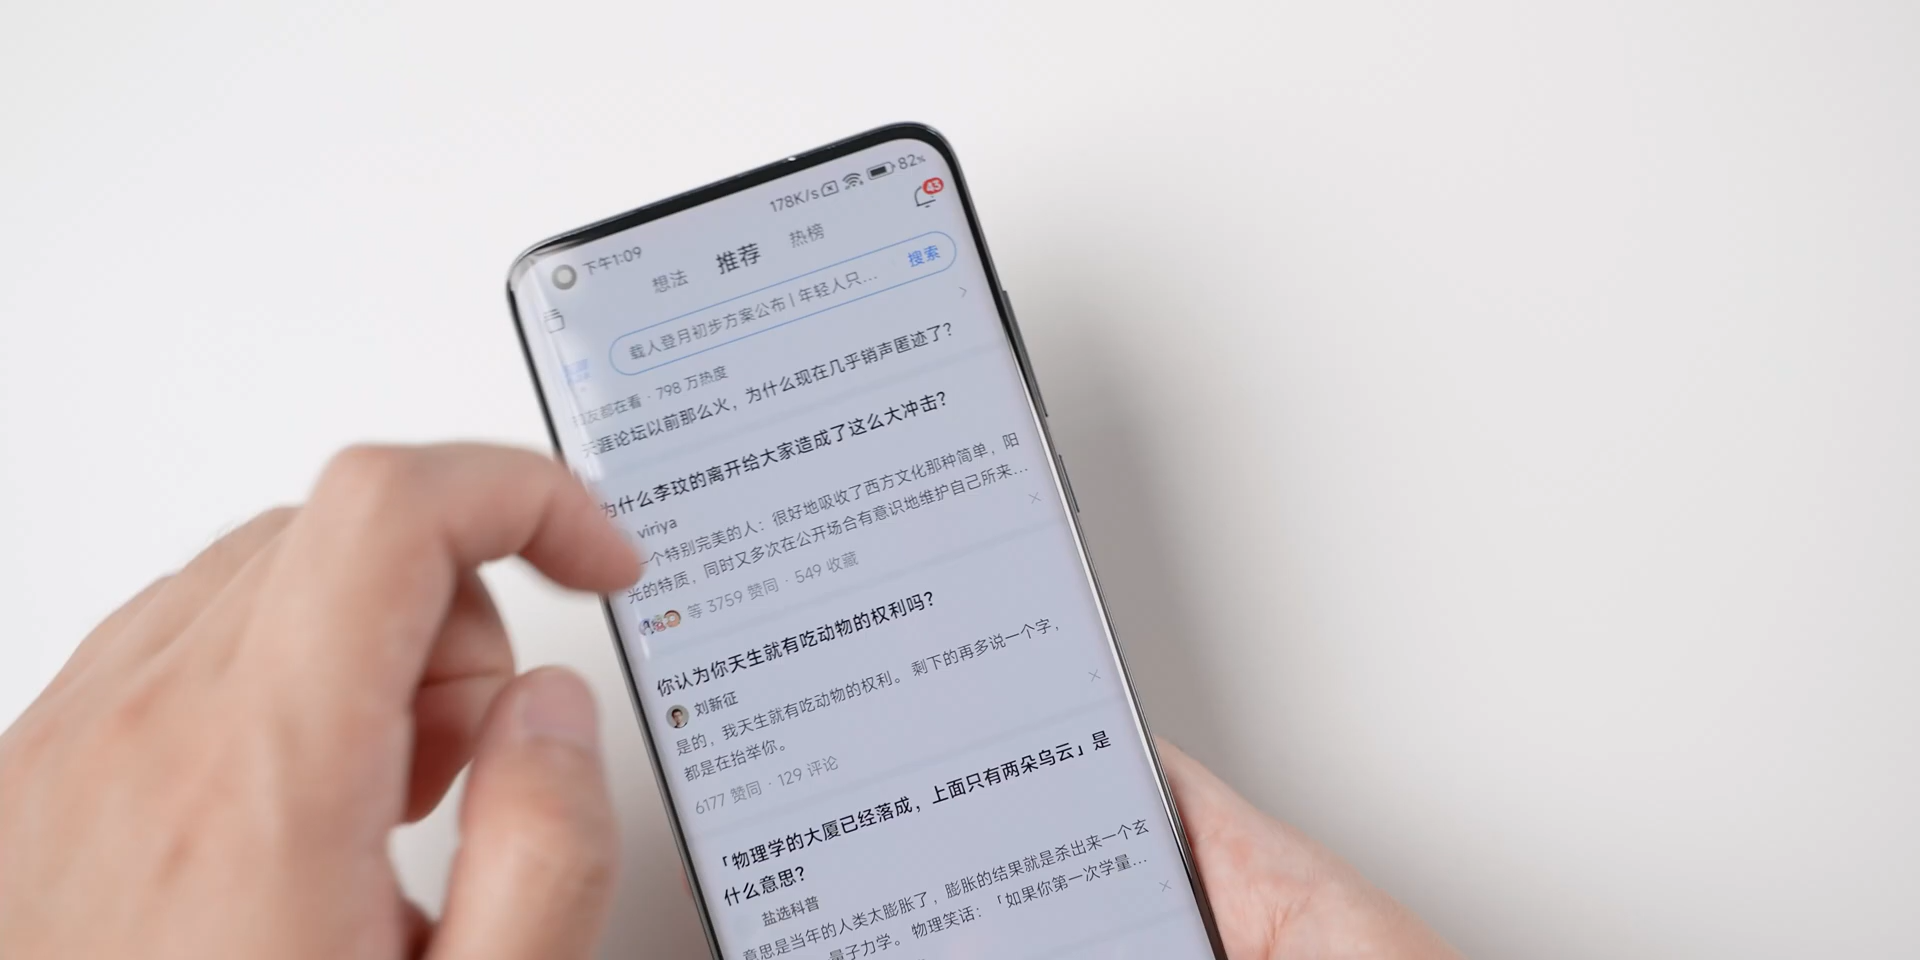 下午1:09
178K/s
82%
43
想法 推荐 热榜
载人登月初步方案公布 | 年轻人只...
搜索
友都在看 · 798 万热度
天涯论坛以前那么火，为什么现在几乎销声匿迹了？
为什么李玟的离开给大家造成了这么大冲击？
viriya
一个特别完美的人：很好地吸收了西方文化那种简单，阳
光的特质，同时又多次在公开场合有意识地维护自己所来...
等 3759 赞同 · 549 收藏
你认为你天生就有吃动物的权利吗？
刘新征
是的，我天生就有吃动物的权利。剩下的再多说一个字，
都是在抬举你。
6177 赞同 · 129 评论
「物理学的大厦已经落成，上面只有两朵乌云」是
什么意思？
盐选科普
意思是当年的人类太膨胀了，膨胀的结果就是杀出来一个玄
量子力学。物理笑话：「如果你第一次学量...